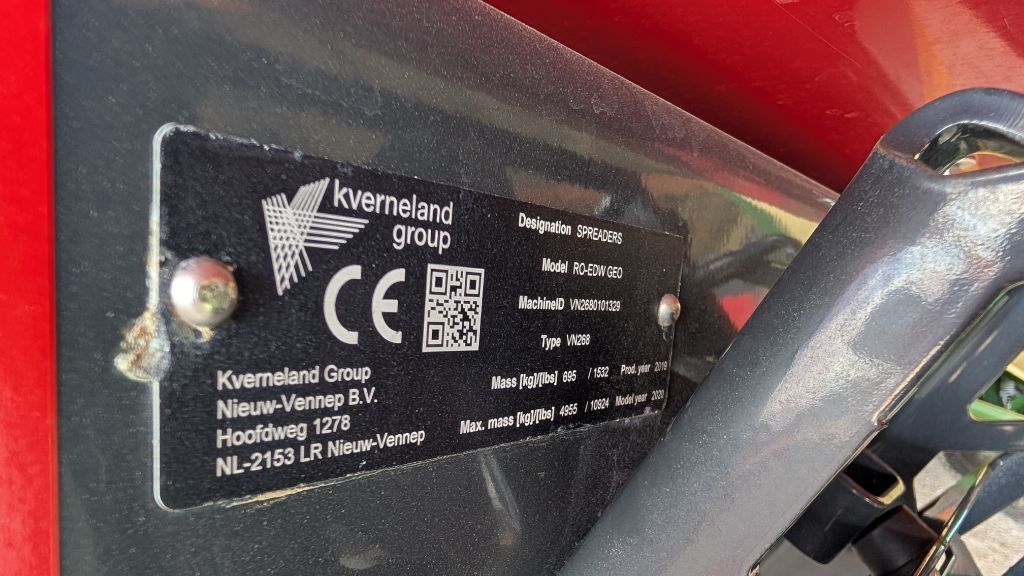 kverneland
group
CE
Kverneland Group
Nieuw-Vennep B.V.
Hoofdweg 1278
NL-2153 LR Nieuw-Vennep
Designation SPREADERS
Model RO-EDW GEO
MachineID VN2680101329
Type VN268
Mass [kg]/[lbs] 695 / 1532 Prod. year 2019
Max. mass [kg]/[lbs] 4955 / 10924 Model year 2020